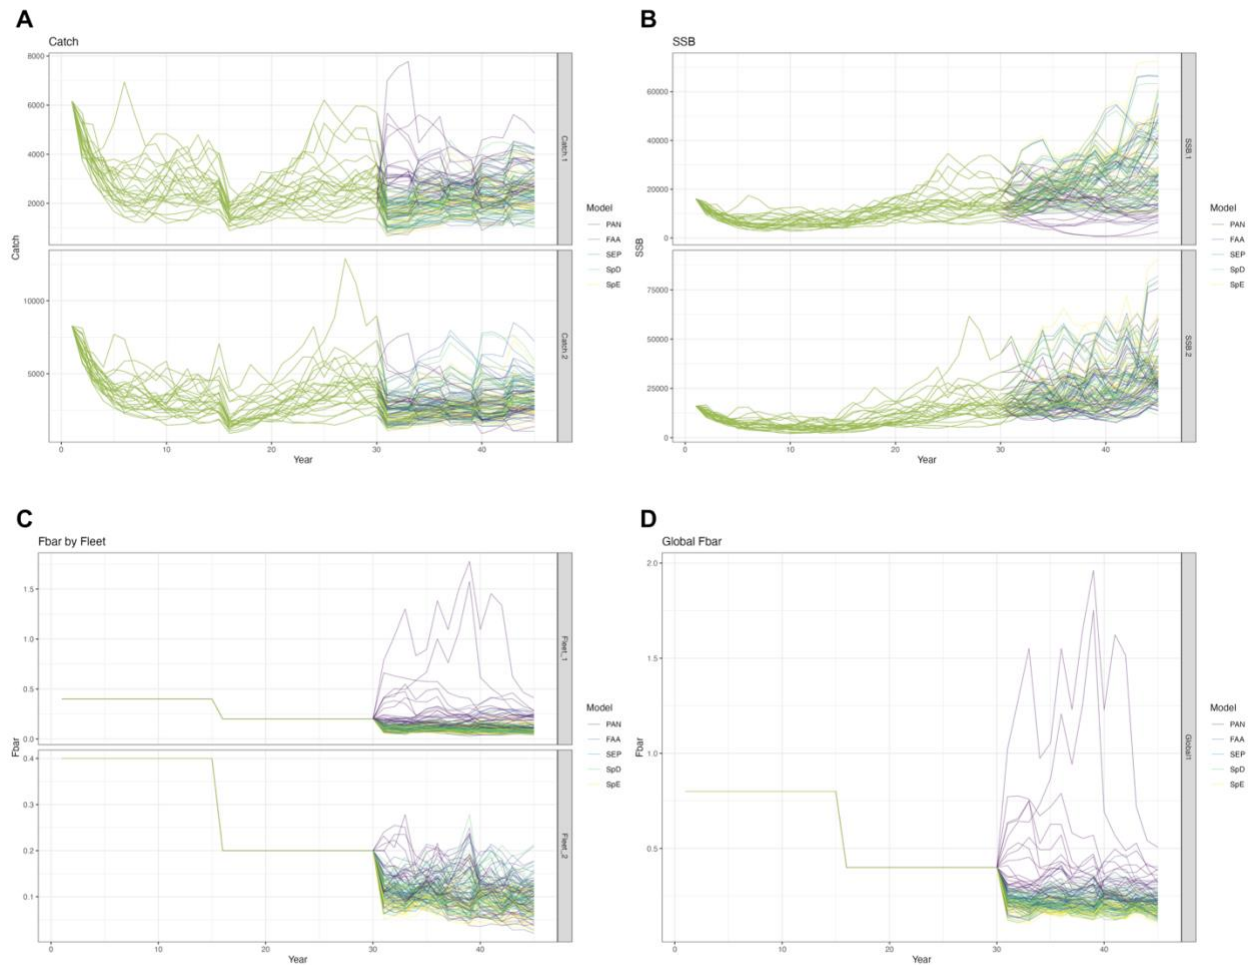 A
Catch
8000
6000
4000
2000
Catch.1
10000
5000
Catch.2
Catch
0
10
20
30
40
Year
Model
PAN
FAA
SEP
SpD
SpE
B
SSB
60000
40000
20000
0
SSB.1
75000
50000
25000
0
SSB.2
SSB
0
10
20
30
40
Year
Model
PAN
FAA
SEP
SpD
SpE
C
Fbar by Fleet
1.5
1.0
0.5
0.0
Fleet_1
0.4
0.3
0.2
0.1
Fleet_2
Fbar
0
10
20
30
40
Year
Model
PAN
FAA
SEP
SpD
SpE
D
Global Fbar
2.0
1.5
1.0
0.5
Global1
Fbar
0
10
20
30
40
Year
Model
PAN
FAA
SEP
SpD
SpE